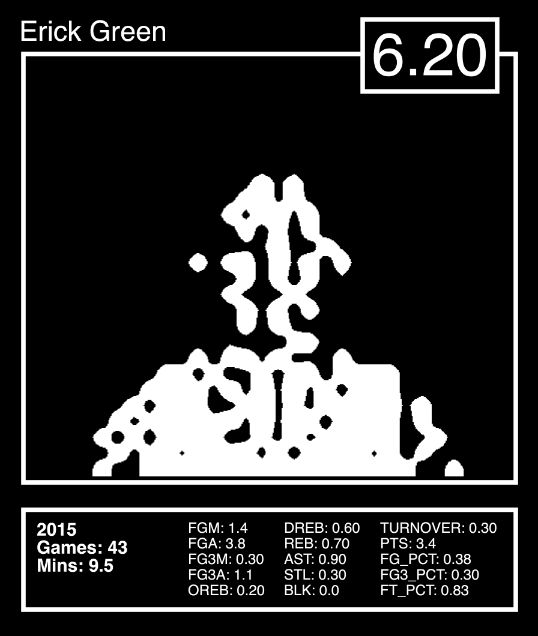 Erick Green
6.20
2015
Games: 43
Mins: 9.5
FGM: 1.4
FGA: 3.8
FG3M: 0.30
FG3A: 1.1
OREB: 0.20
DREB: 0.60
REB: 0.70
AST: 0.90
STL: 0.30
BLK: 0.0
TURNOVER: 0.30
PTS: 3.4
FG_PCT: 0.38
FG3_PCT: 0.30
FT_PCT: 0.83